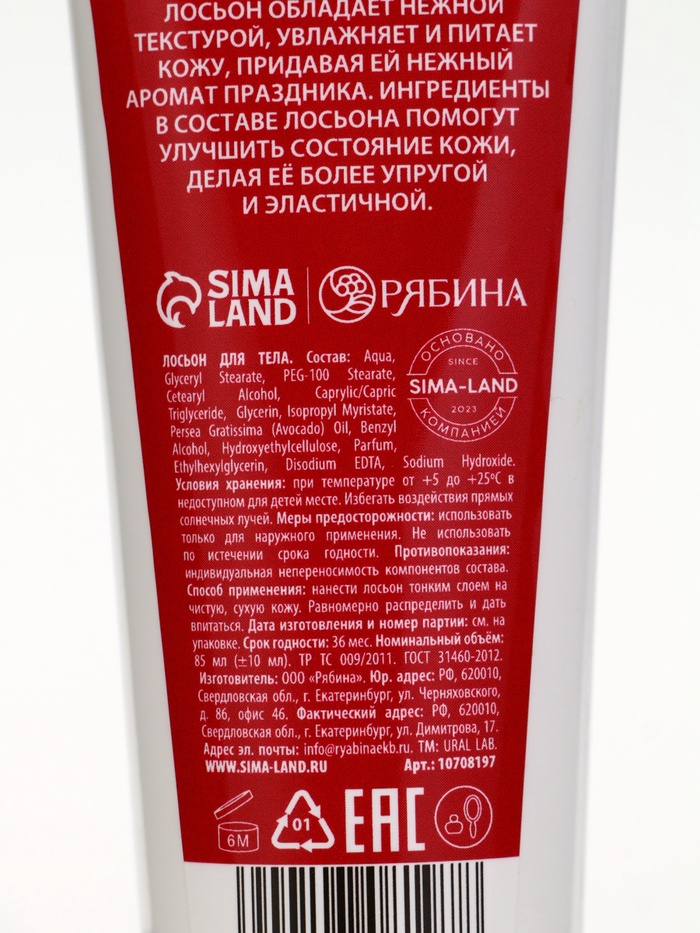 ЛОСЬОН ОБЛАДАЕТ НЕЖНОЙ
ТЕКСТУРОЙ, УВЛАЖНЯЕТ И ПИТАЕТ
КОЖУ, ПРИДАВАЯ ЕЙ НЕЖНЫЙ
АРОМАТ ПРАЗДНИКА. ИНГРЕДИЕНТЫ
В СОСТАВЕ ЛОСЬОНА ПОМОГУТ
УЛУЧШИТЬ СОСТОЯНИЕ КОЖИ,
ДЕЛАЯ ЕЁ БОЛЕЕ УПРУГОЙ
И ЭЛАСТИЧНОЙ.
SIMA
LAND
РЯБИНА
ЛОСЬОН ДЛЯ ТЕЛА. Состав: Aqua,
Glyceryl Stearate, PEG-100 Stearate,
Cetearyl Alcohol, Caprylic/Capric
Triglyceride, Glycerin, Isopropyl Myristate,
Persea Gratissima (Avocado) Oil, Benzyl
Alcohol, Hydroxyethylcellulose, Parfum,
Ethylhexylglycerin, Disodium EDTA, Sodium Hydroxide.
ОСНОВАНО
SINCE
SIMA-LAND
2023
КОМПАНИЕЙ
Условия хранения: при температуре от +5 до +25°C в
недоступном для детей месте. Избегать воздействия прямых
солнечных лучей. Меры предосторожности: использовать
только для наружного применения. Не использовать
по истечении срока годности. Противопоказания:
индивидуальная непереносимость компонентов состава.
Способ применения: нанести лосьон тонким слоем на
чистую, сухую кожу. Равномерно распределить и дать
впитаться. Дата изготовления и номер партии: см. на
упаковке. Срок годности: 36 мес. Номинальный объём:
85 мл (±10 мл). ТР ТС 009/2011. ГОСТ 31460-2012.
Изготовитель: ООО «Рябина». Юр. адрес: РФ, 620010,
Свердловская обл., г. Екатеринбург, ул. Черняховского,
д. 86, офис 46. Фактический адрес: РФ, 620010,
Свердловская обл., г. Екатеринбург, ул. Димитрова, 17.
Адрес эл. почты: info@ryabinaekb.ru. ТМ: URAL LAB.
WWW.SIMA-LAND.RU Арт.: 10708197
6M
01
EAC